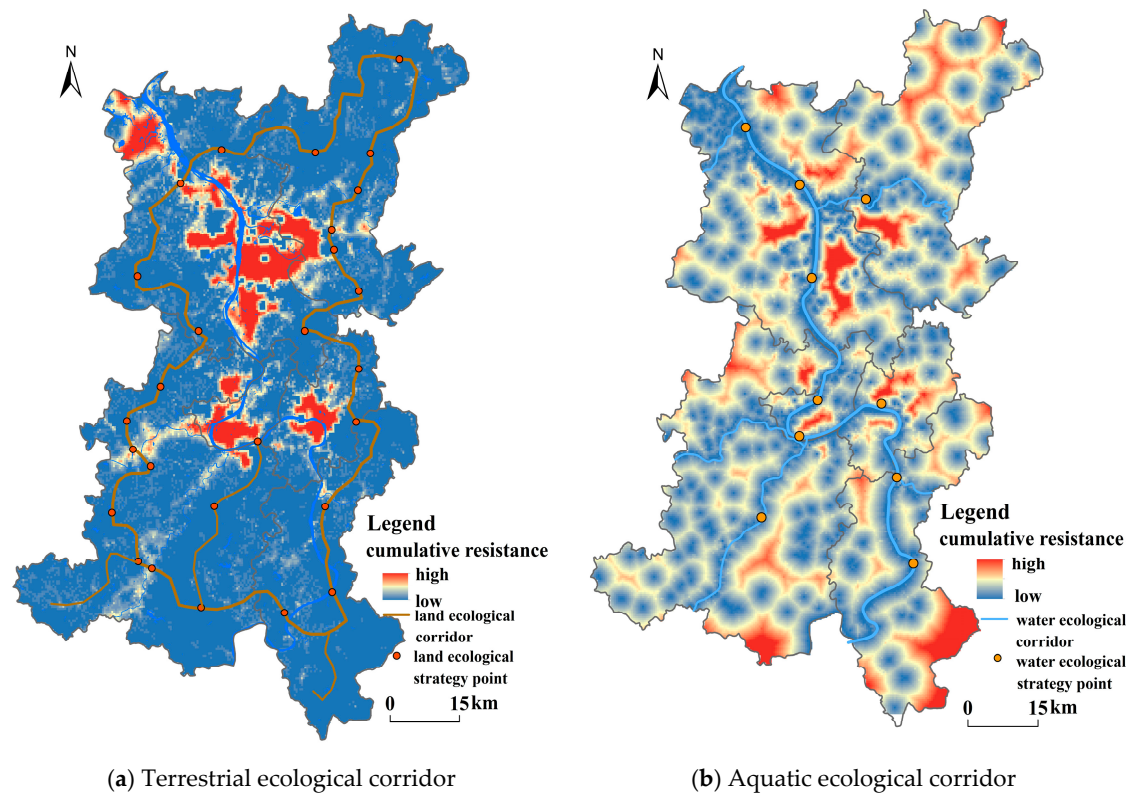 N
Legend
cumulative resistance
high
low
land ecological
corridor
land ecological
strategy point
0 15km
(a) Terrestrial ecological corridor
N
Legend
cumulative resistance
high
low
water ecological
corridor
water ecological
strategy point
0 15km
(b) Aquatic ecological corridor